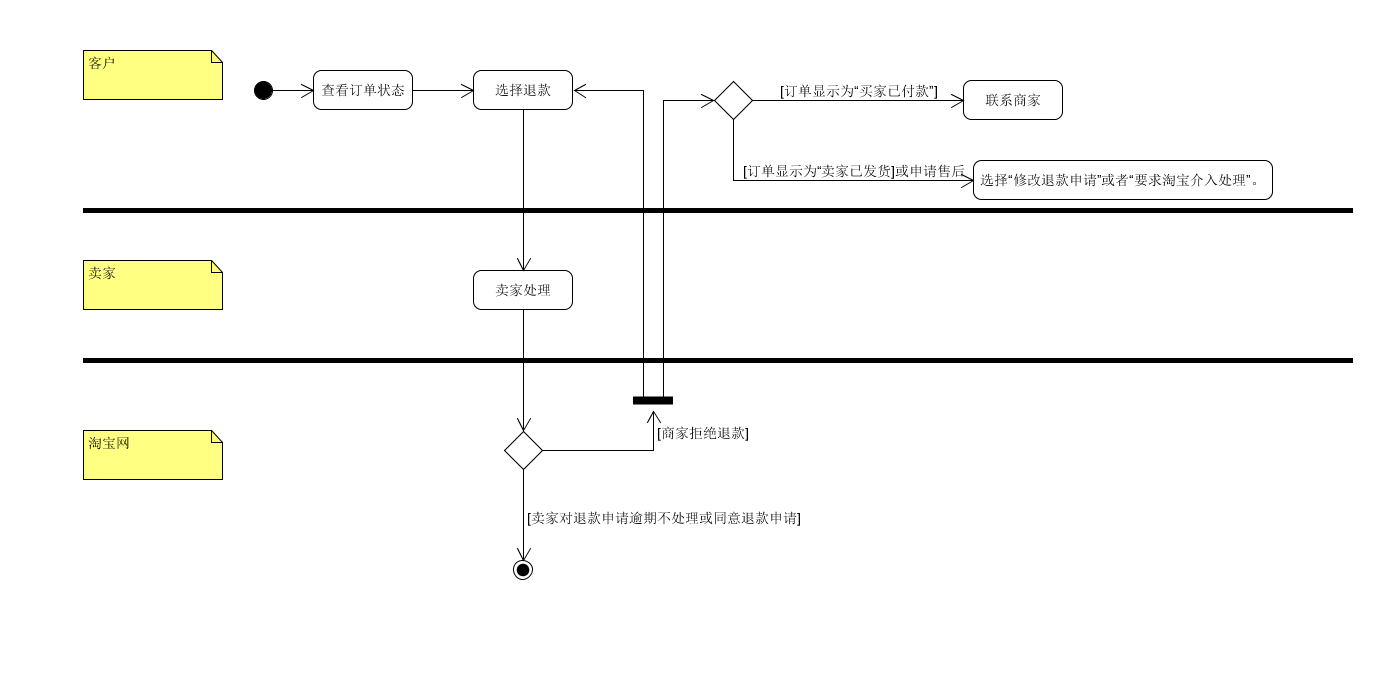 客户
查看订单状态
选择退款
[订单显示为“买家已付款”]
联系商家
[订单显示为“卖家已发货]或申请售后
选择“修改退款申请”或者“要求淘宝介入处理”。
卖家
卖家处理
淘宝网
[商家拒绝退款]
[卖家对退款申请逾期不处理或同意退款申请]